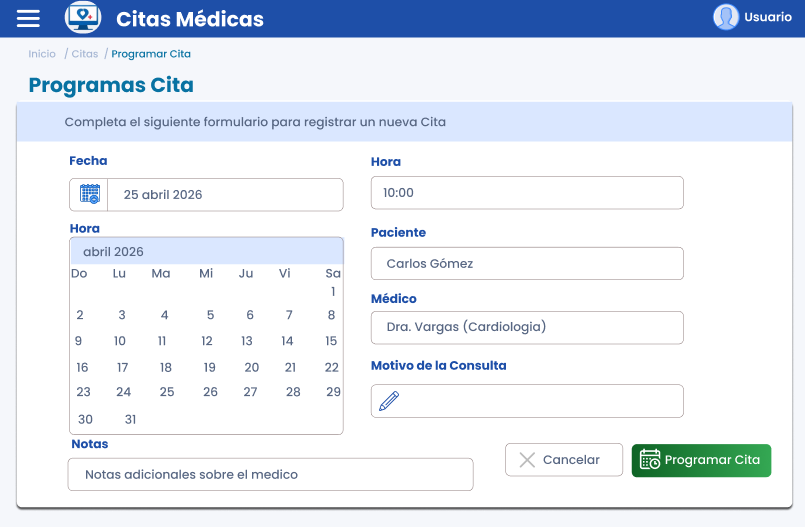 Citas Médicas
Usuario
Inicio / Citas / Programar Cita
Programas Cita
Completa el siguiente formulario para registrar un nueva Cita
Fecha
25 abril 2026
Hora
abril 2026
Do Lu Ma Mi Ju Vi Sa
1
2 3 4 5 6 7 8
9 10 11 12 13 14 15
16 17 18 19 20 21 22
23 24 25 26 27 28 29
30 31
Notas
Notas adicionales sobre el medico
Hora
10:00
Paciente
Carlos Gómez
Médico
Dra. Vargas (Cardiologia)
Motivo de la Consulta
Cancelar
Programar Cita